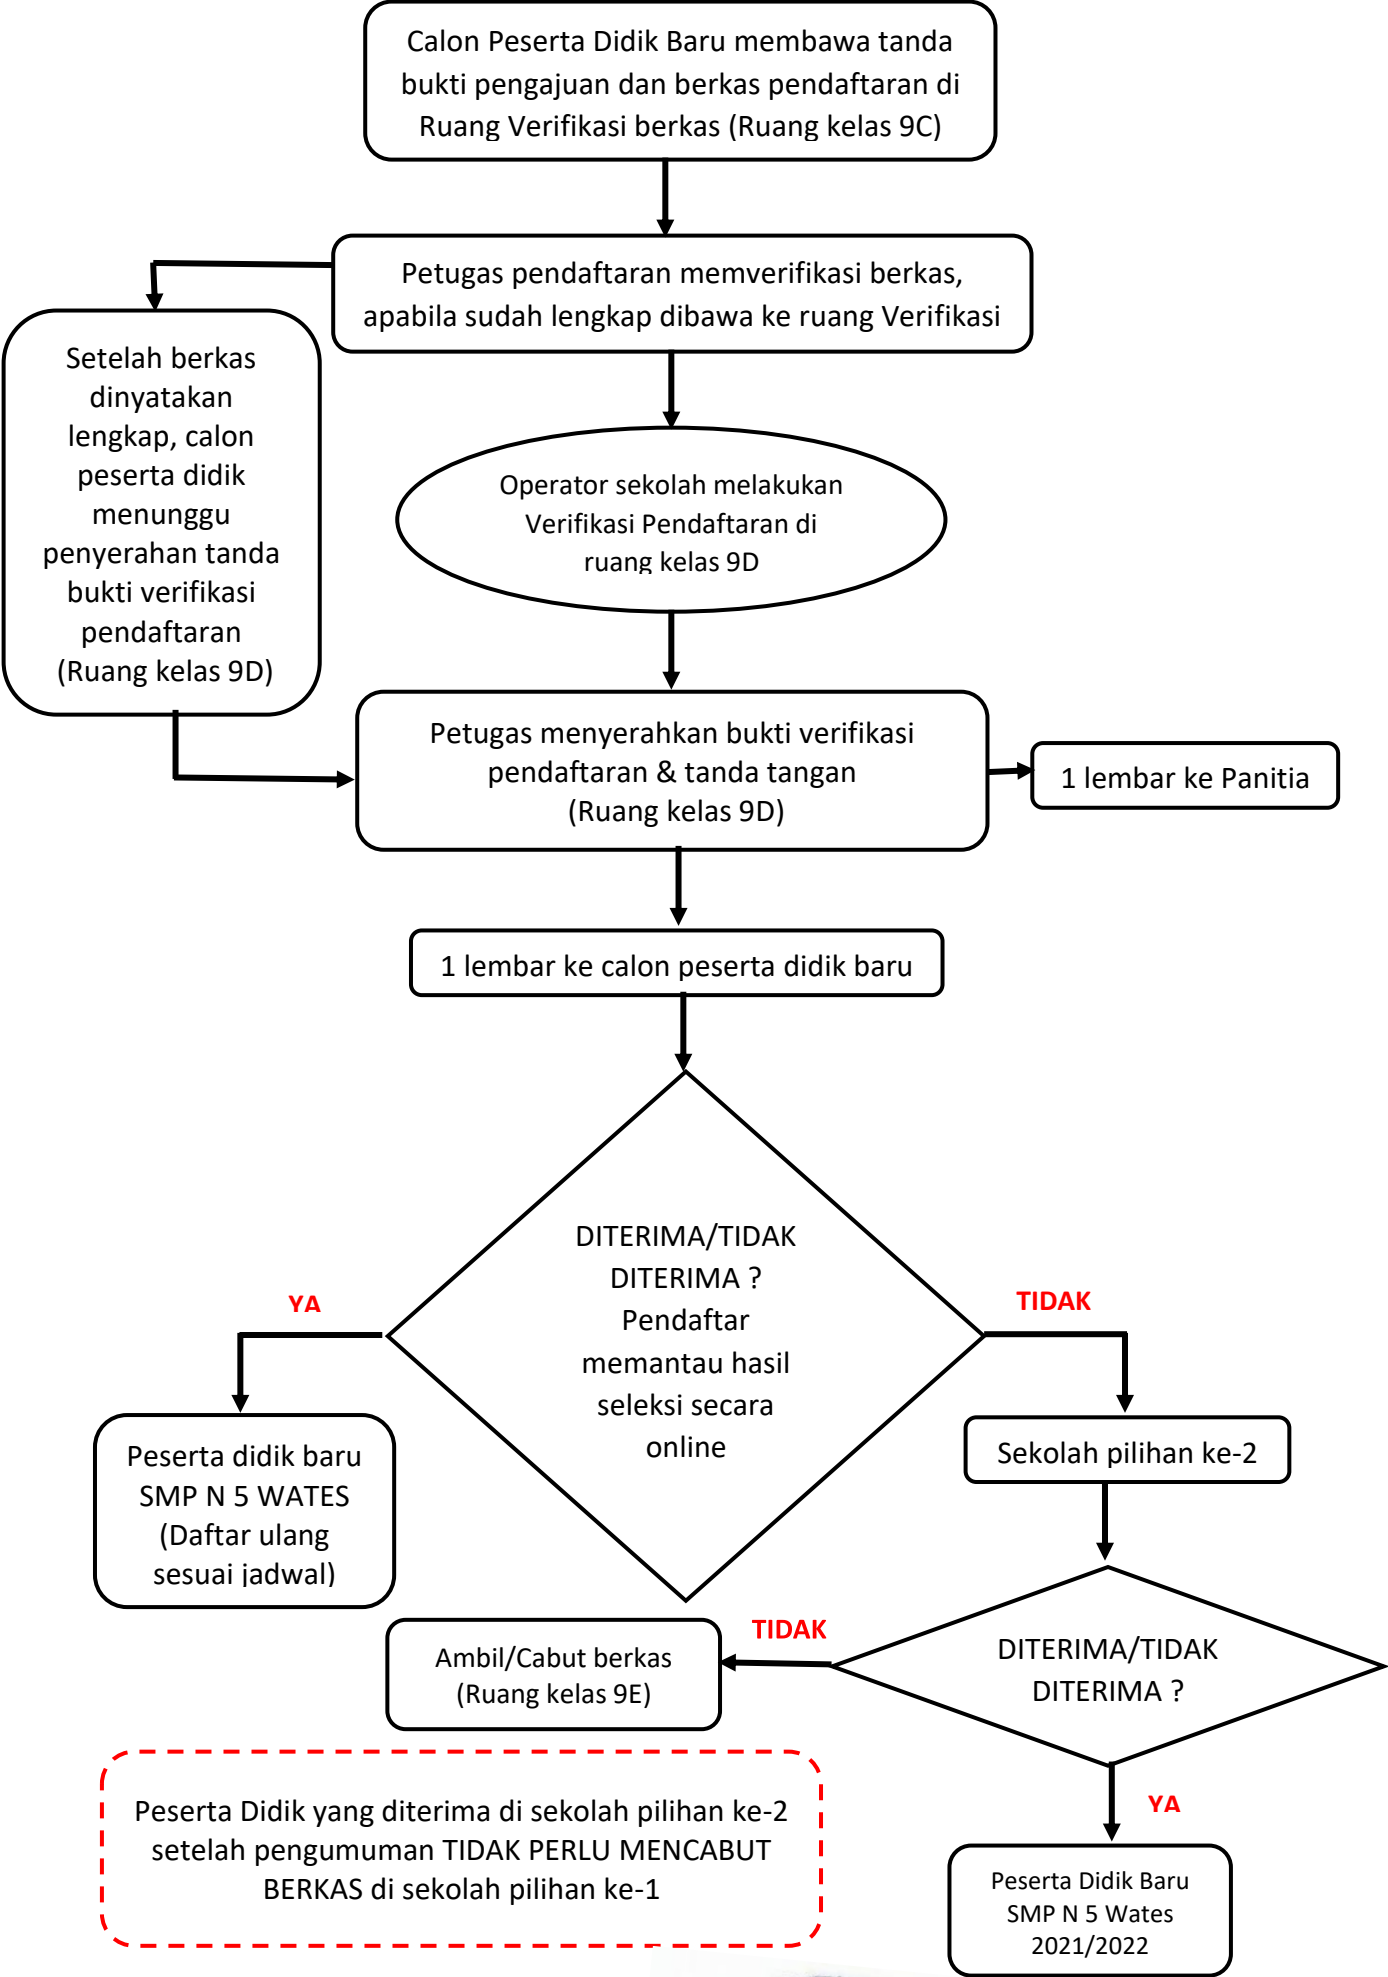 Calon Peserta Didik Baru membawa tanda
bukti pengajuan dan berkas pendaftaran di
Ruang Verifikasi berkas (Ruang kelas 9C)
Petugas pendaftaran memverifikasi berkas,
apabila sudah lengkap dibawa ke ruang Verifikasi
Setelah berkas
dinyatakan
lengkap, calon
peserta didik
menunggu
penyerahan tanda
bukti verifikasi
pendaftaran
(Ruang kelas 9D)
Operator sekolah melakukan
Verifikasi Pendaftaran di
ruang kelas 9D
Petugas menyerahkan bukti verifikasi
pendaftaran & tanda tangan
(Ruang kelas 9D)
1 lembar ke Panitia
1 lembar ke calon peserta didik baru
DITERIMA/TIDAK
DITERIMA ?
Pendaftar
memantau hasil
seleksi secara
online
YA
TIDAK
Peserta didik baru
SMP N 5 WATES
(Daftar ulang
sesuai jadwal)
Sekolah pilihan ke-2
DITERIMA/TIDAK
DITERIMA ?
TIDAK
Ambil/Cabut berkas
(Ruang kelas 9E)
YA
Peserta Didik Baru
SMP N 5 Wates
2021/2022
Peserta Didik yang diterima di sekolah pilihan ke-2
setelah pengumuman TIDAK PERLU MENCABUT
BERKAS di sekolah pilihan ke-1